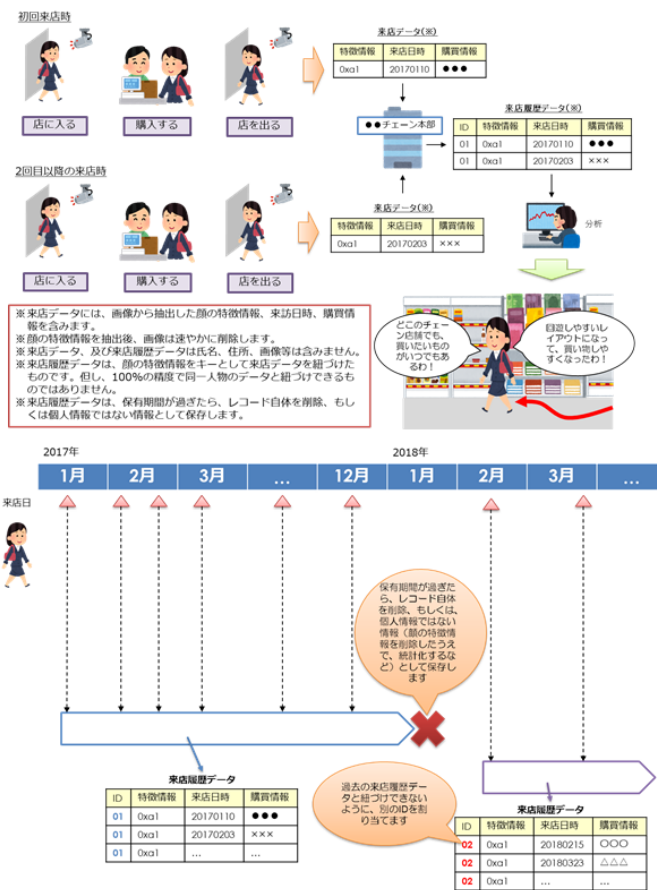 初回来店時
店に入る
購入する
店を出る
来店データ(※)
特徴情報 来店日時 購買情報
0xa1 20170110 ●●●
●●チェーン本部
来店履歴データ(※)
ID 特徴情報 来店日時 購買情報
01 0xa1 20170110 ●●●
01 0xa1 20170203 ×××
2回目以降の来店時
店に入る
購入する
店を出る
来店データ(※)
特徴情報 来店日時 購買情報
0xa1 20170203 ×××
分析
※来店データには、画像から抽出した顔の特徴情報、来訪日時、購買情
報を含みます。
※顔の特徴情報を抽出後、画像は速やかに削除します。
※来店データ、及び来店履歴データは氏名、住所、画像等は含みません。
※来店履歴データは、顔の特徴情報をキーとして来店データを紐づけた
ものです。但し、100%の精度で同一人物のデータと紐づけできるも
のではありません。
※来店履歴データは、保有期間が過ぎたら、レコード自体を削除、もし
くは個人情報ではない情報として保存します。
どこのチェー
ン店舗でも、
買いたいもの
がいつでもあ
るわ!
回遊しやすいレ
イアウトになっ
て、買い物しや
すくなったわ!
2017年
2018年
1月 2月 3月 … 12月 1月 2月 3月 …
来店日
保有期間が過ぎた
ら、レコード自体
を削除、もしくは、
個人情報ではない
情報(顔の特徴情
報を削除したうえ
で、統計化するな
ど)として保存し
ます
来店履歴データ
ID 特徴情報 来店日時 購買情報
01 0xa1 20170110 ●●●
01 0xa1 20170203 ×××
01 0xa1 … …
過去の来店履歴デー
タと紐づけできない
ように、別のIDを割
り当てます
来店履歴データ
ID 特徴情報 来店日時 購買情報
02 0xa1 20180215 ○○○
02 0xa1 20180323 △△△
02 0xa1 … …